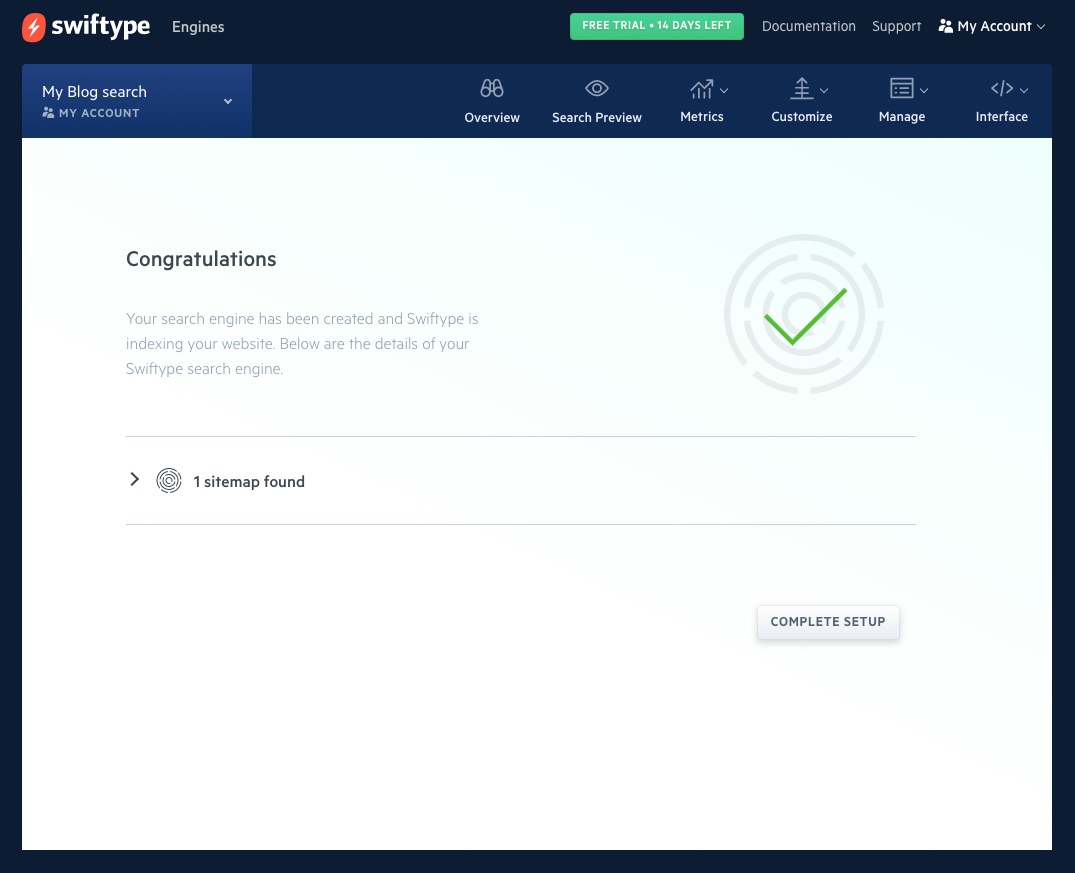 swiftype
Engines
FREE TRIAL • 14 DAYS LEFT
Documentation
Support
My Account
My Blog search
MY ACCOUNT
Overview
Search Preview
Metrics
Customize
Manage
Interface
Congratulations
Your search engine has been created and Swiftype is
indexing your website. Below are the details of your
Swiftype search engine.
1 sitemap found
COMPLETE SETUP